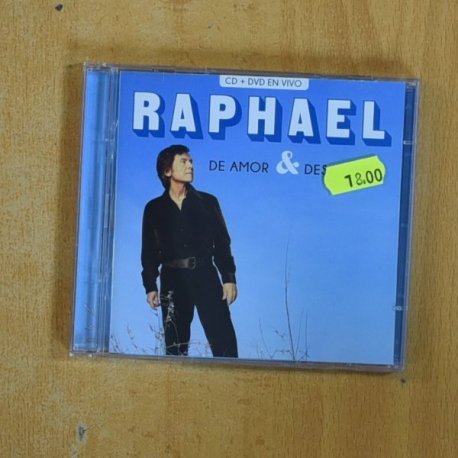 CD + DVD EN VIVO
RAPHAEL
DE AMOR & DES
18.00